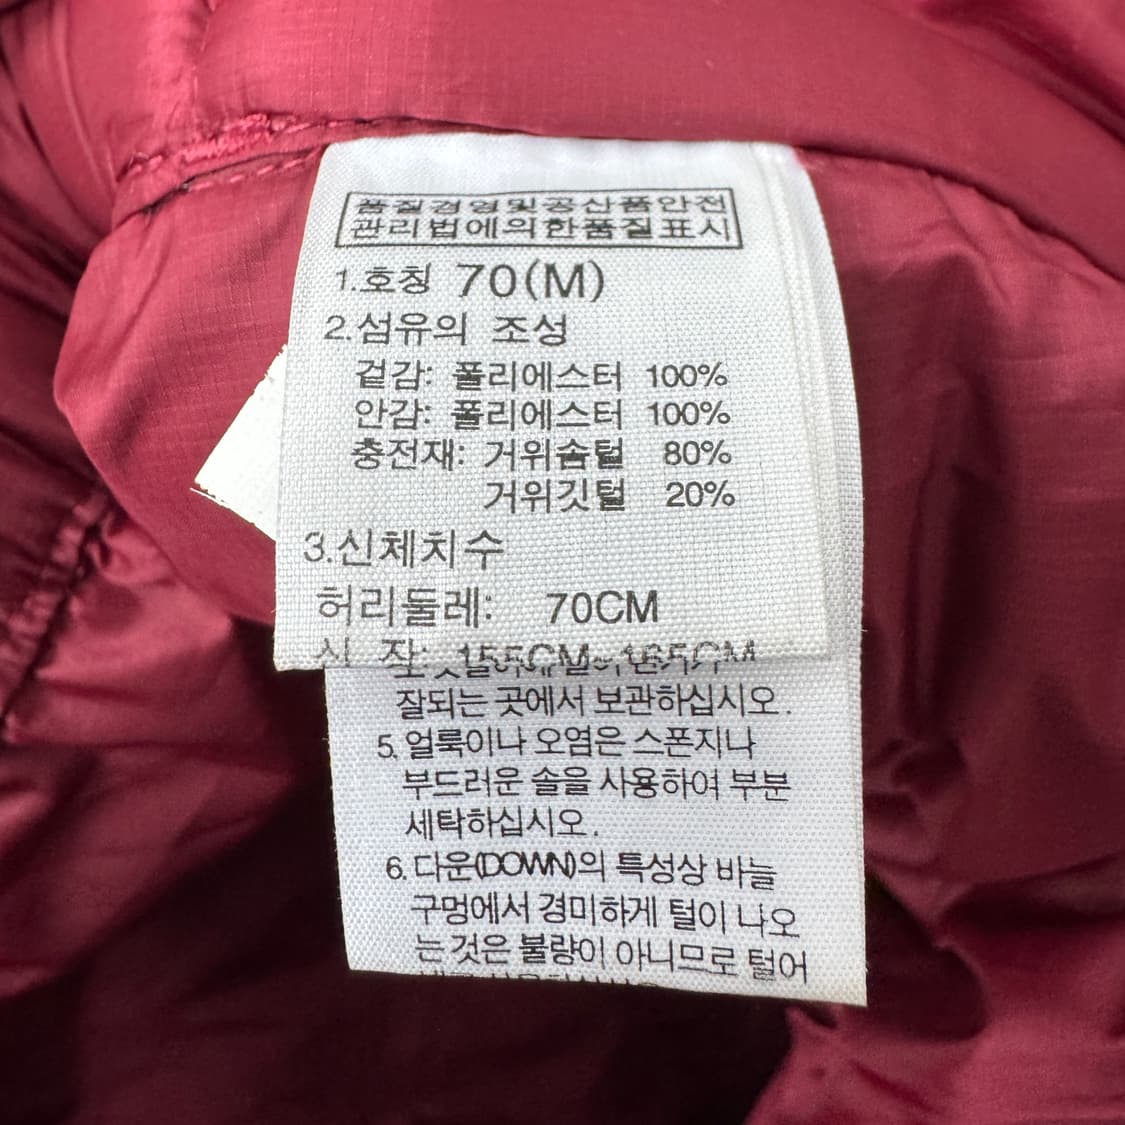 품질경영및공산품안전
관리법에의한품질표시
1.호칭 70(M)
2.섬유의 조성
겉감: 폴리에스터 100%
안감: 폴리에스터 100%
충전재: 거위솜털 80%
거위깃털 20%
3.신체치수
허리둘레: 70CM
신 장: 155CM~165CM
잘되는 곳에서 보관하십시오.
5. 얼룩이나 오염은 스폰지나
부드러운 솔을 사용하여 부분
세탁하십시오.
6. 다운(DOWN)의 특성상 바늘
구멍에서 경미하게 털이 나오
는 것은 불량이 아니므로 털어